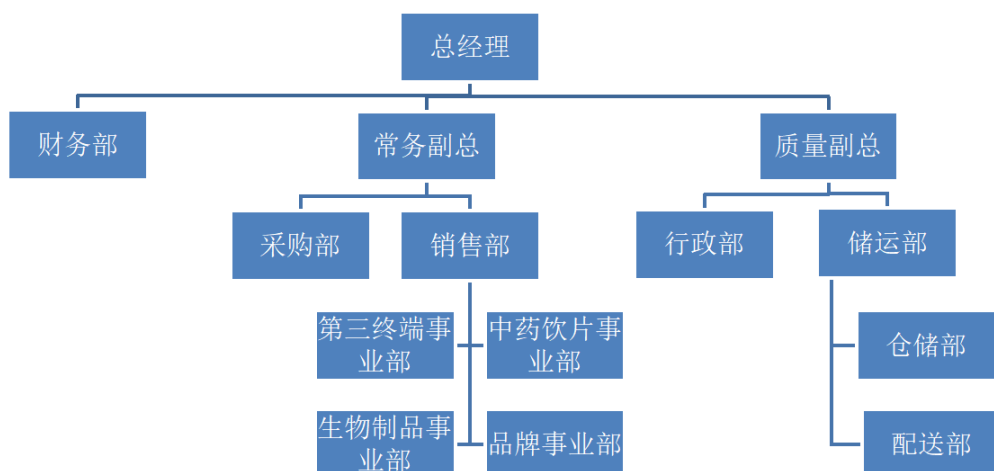 总经理
财务部
常务副总
质量副总
采购部
销售部
行政部
储运部
第三终端事
业部
中药饮片事
业部
仓储部
生物制品事
业部
品牌事业部
配送部